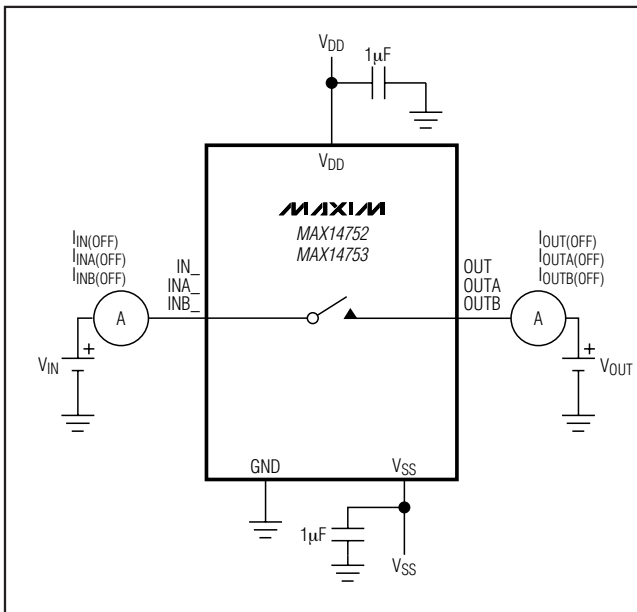 VDD
1μF
VDD
MAXIM
MAX14752
MAX14753
IIN(OFF)
IINA(OFF)
IINB(OFF)
IN_
INA_
INB_
OUT
OUTA
OUTB
IOUT(OFF)
IOUTA(OFF)
IOUTB(OFF)
A
A
+
VIN
+
VOUT
GND
VSS
1μF
VSS